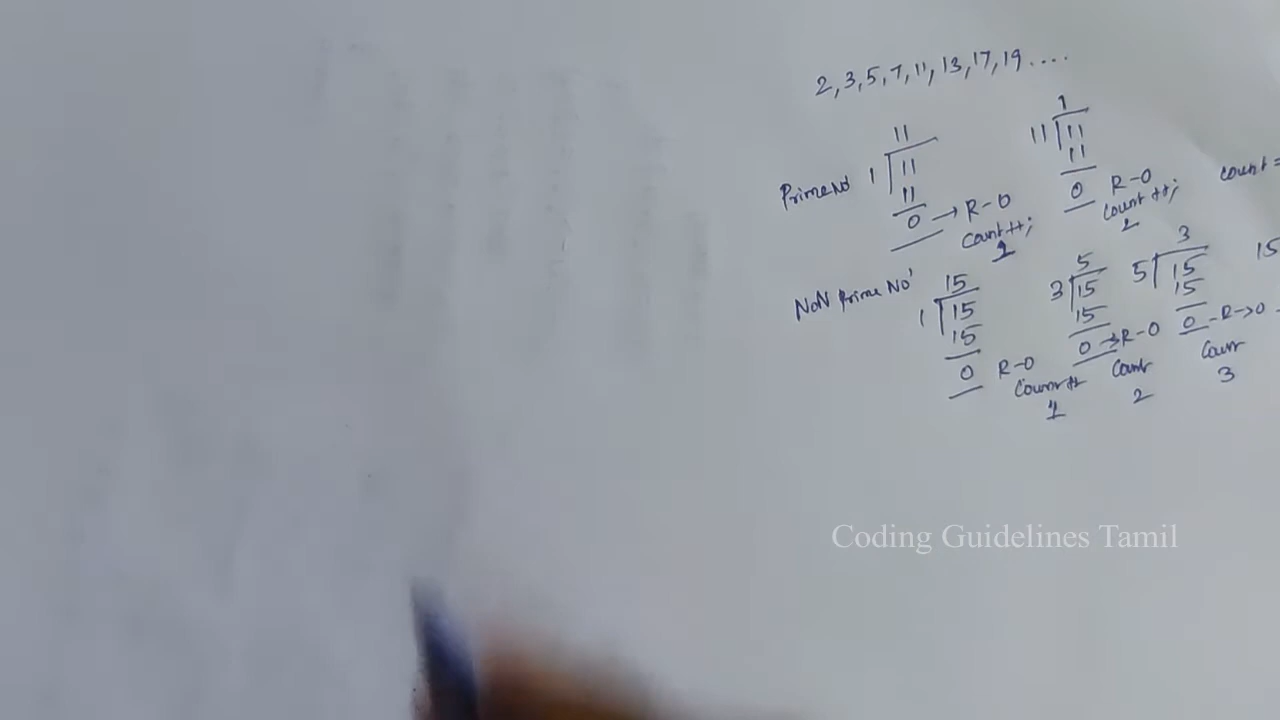 2, 3, 5, 7, 11, 13, 17, 19 ....
Prime No'
11
1 11
11
0 → R-0
Count++;
1
1
11 11
11
0 R-0
Count++;
2
count =
NoN Prime No'
15
1 15
15
0 R-0
Count++
1
5
3 15
15
0 → R-0
Count
2
3
5 15
15
0 - R->0
Coun
3
15
Coding Guidelines Tamil